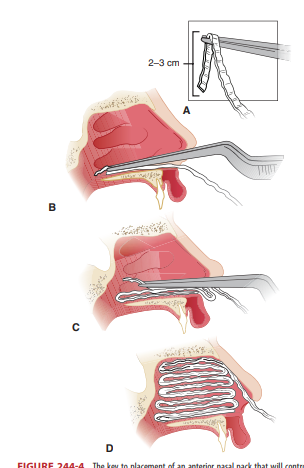 2–3 cm
A
B
C
D
FIGURE 244-4 The key to placement of an anterior nasal pack that will contr